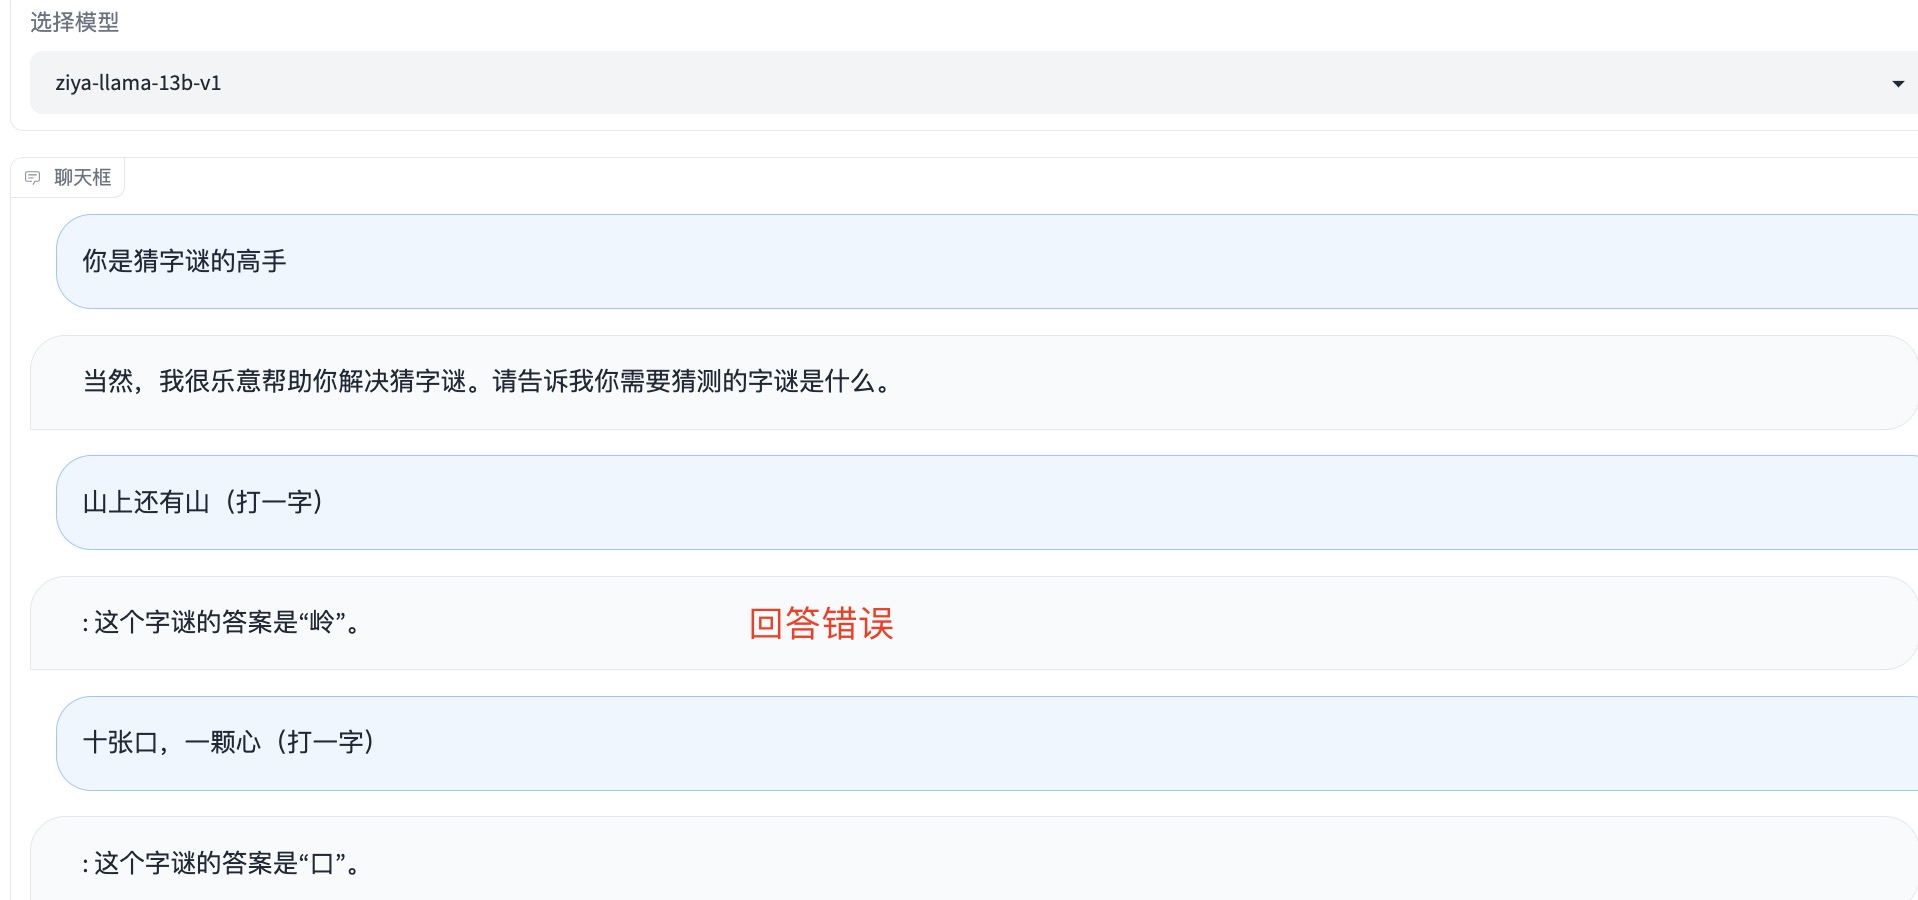 选择模型
ziya-llama-13b-v1
聊天框
你是猜字谜的高手
当然，我很乐意帮助你解决猜字谜。请告诉我你需要猜测的字谜是什么。
山上还有山（打一字）
: 这个字谜的答案是“岭”。
回答错误
十张口，一颗心（打一字）
: 这个字谜的答案是“口”。